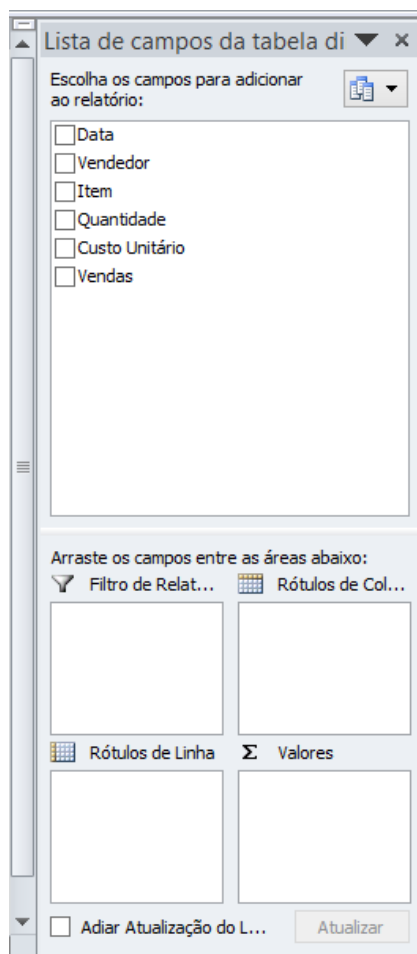 Lista de campos da tabela di
Escolha os campos para adicionar
ao relatório:
Data
Vendedor
Item
Quantidade
Custo Unitário
Vendas
Arraste os campos entre as áreas abaixo:
Filtro de Relat... Rótulos de Col...
Rótulos de Linha Σ Valores
Adiar Atualização do L... Atualizar